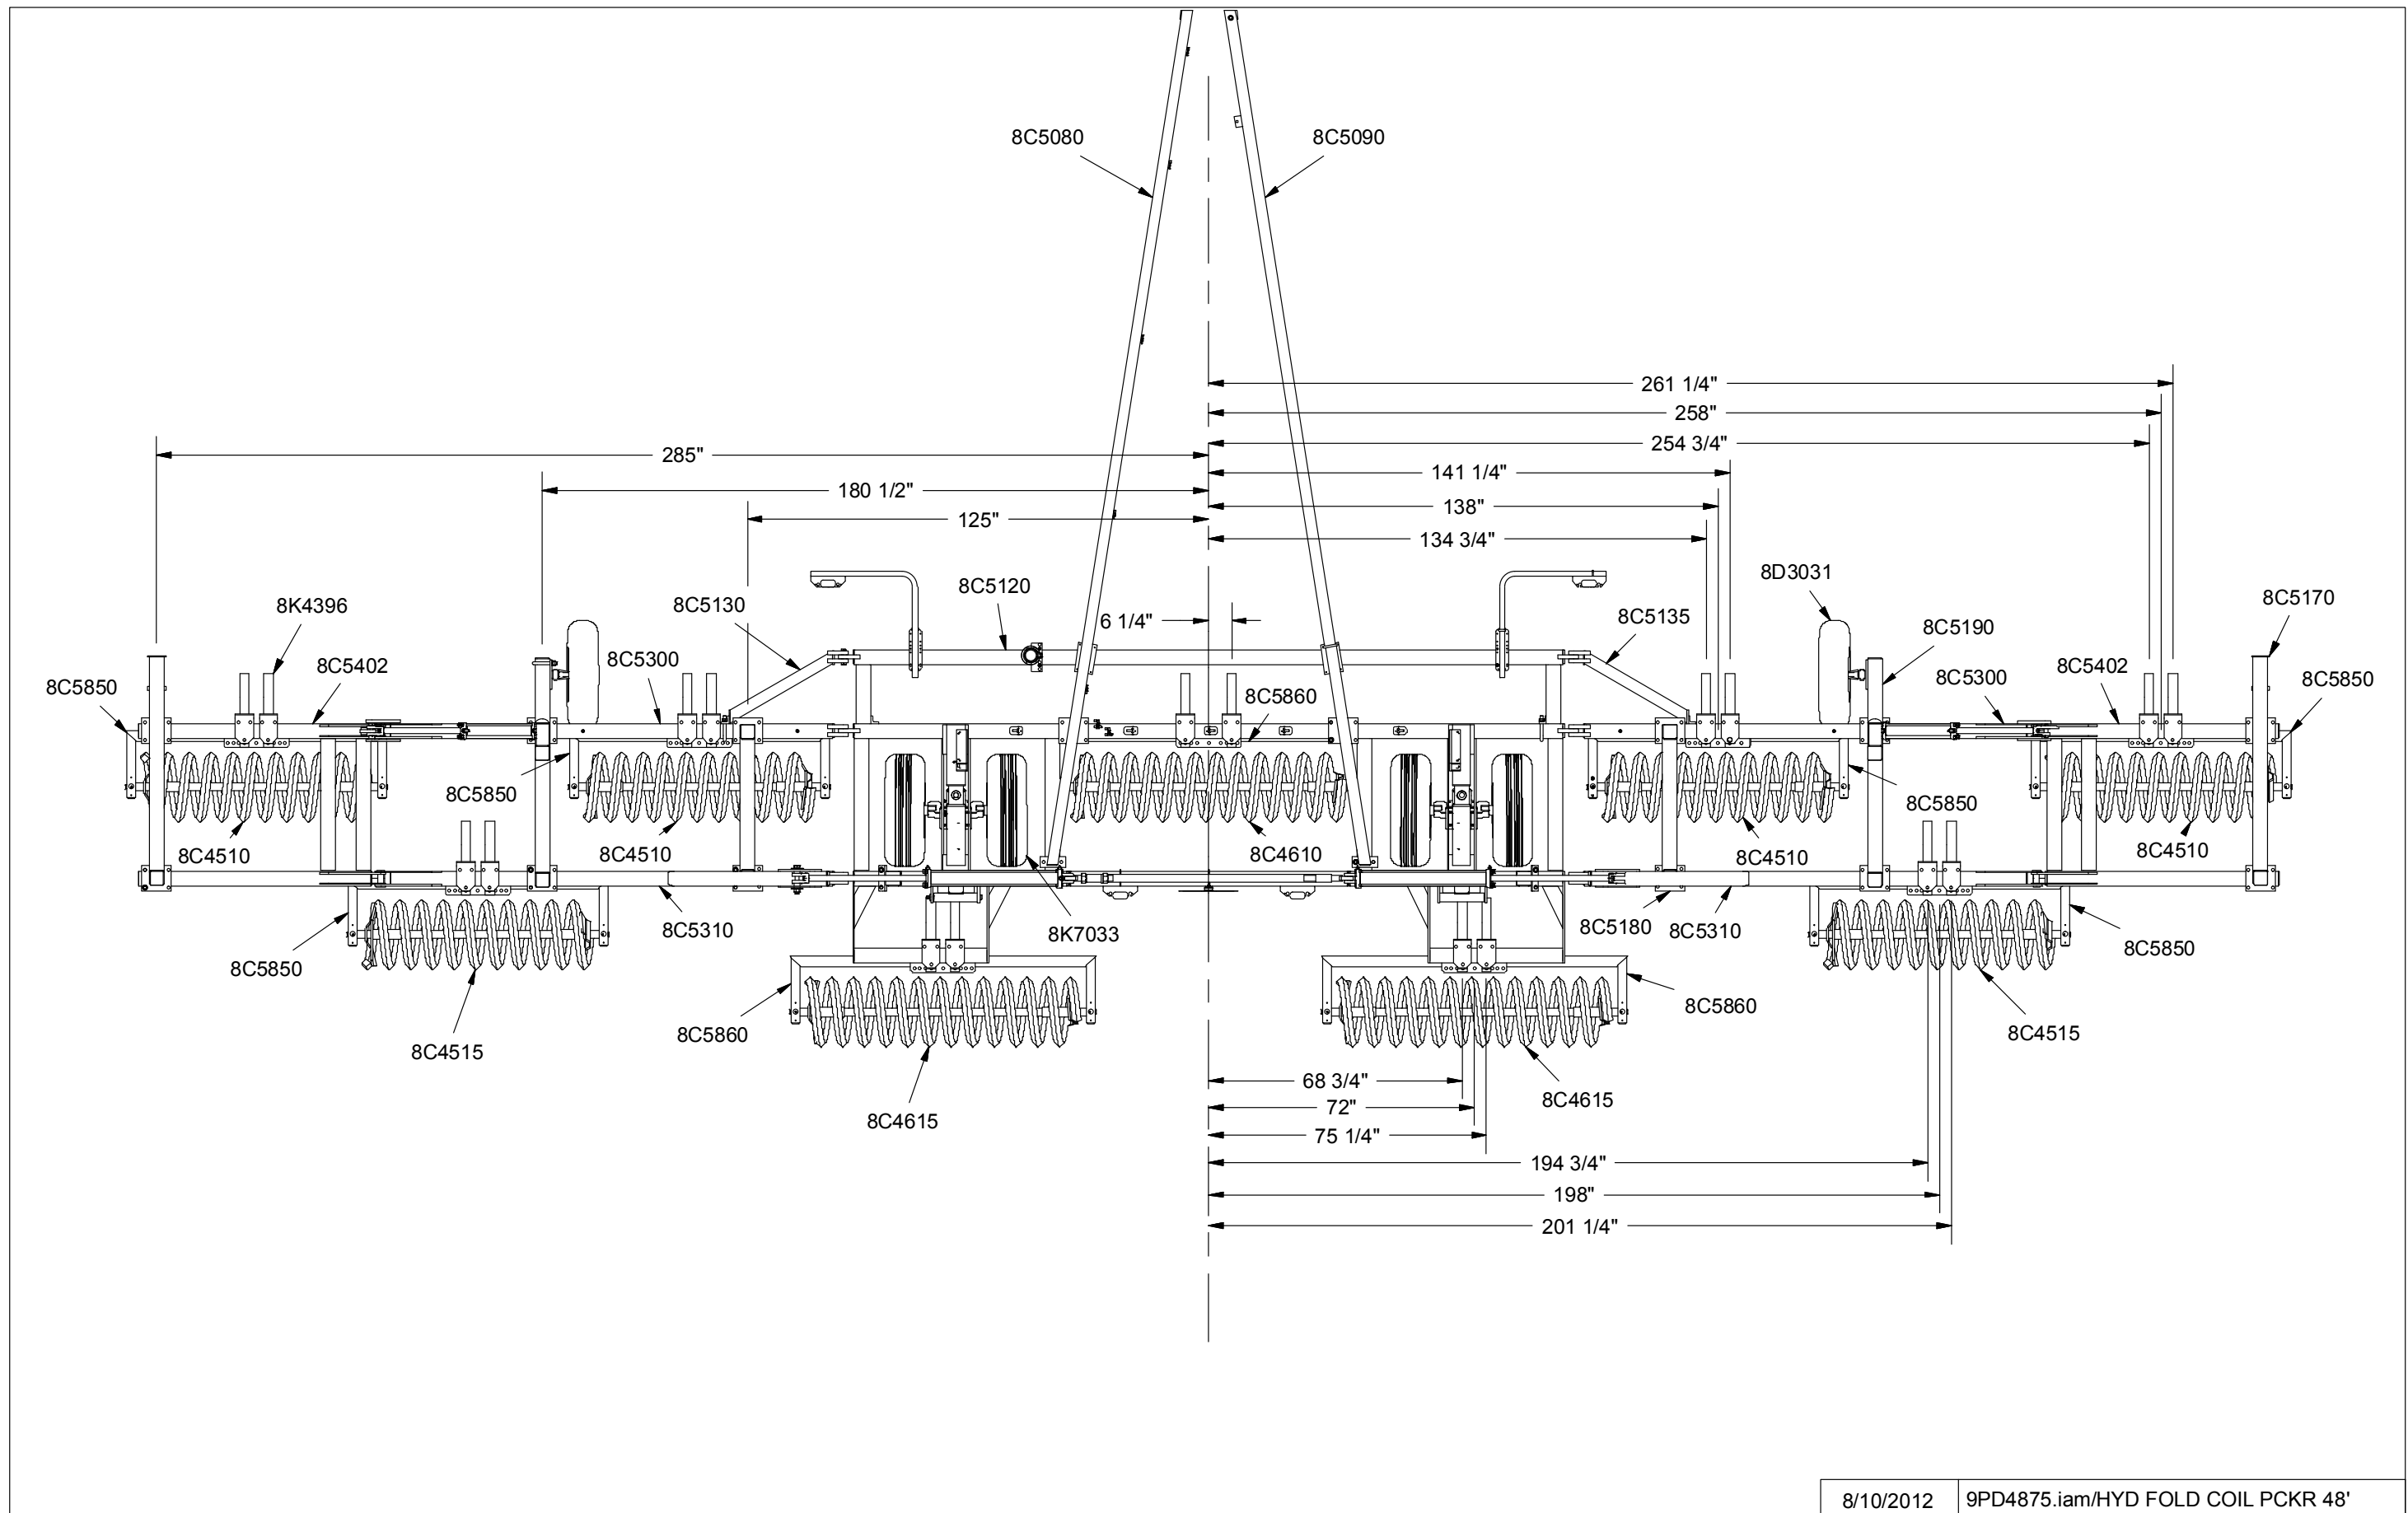 8C5080
8C5090
261 1/4"
258"
254 3/4"
285"
141 1/4"
180 1/2"
138"
125"
134 3/4"
8D3031
8C5120
8K4396
8C5130
8C5170
6 1/4"
8C5135
8C5190
8C5402
8C5300
8C5402
8C5300
8C5850
8C5850
8C5860
8C5850
8C5850
8C4510
8C4510
8C4610
8C4510
8C4510
8C5310
8K7033
8C5180
8C5310
8C5850
8C5850
8C5860
8C5860
8C4515
8C4515
68 3/4"
8C4615
72"
8C4615
75 1/4"
194 3/4"
198"
201 1/4"
8/10/2012 9PD4875.iam/HYD FOLD COIL PCKR 48'